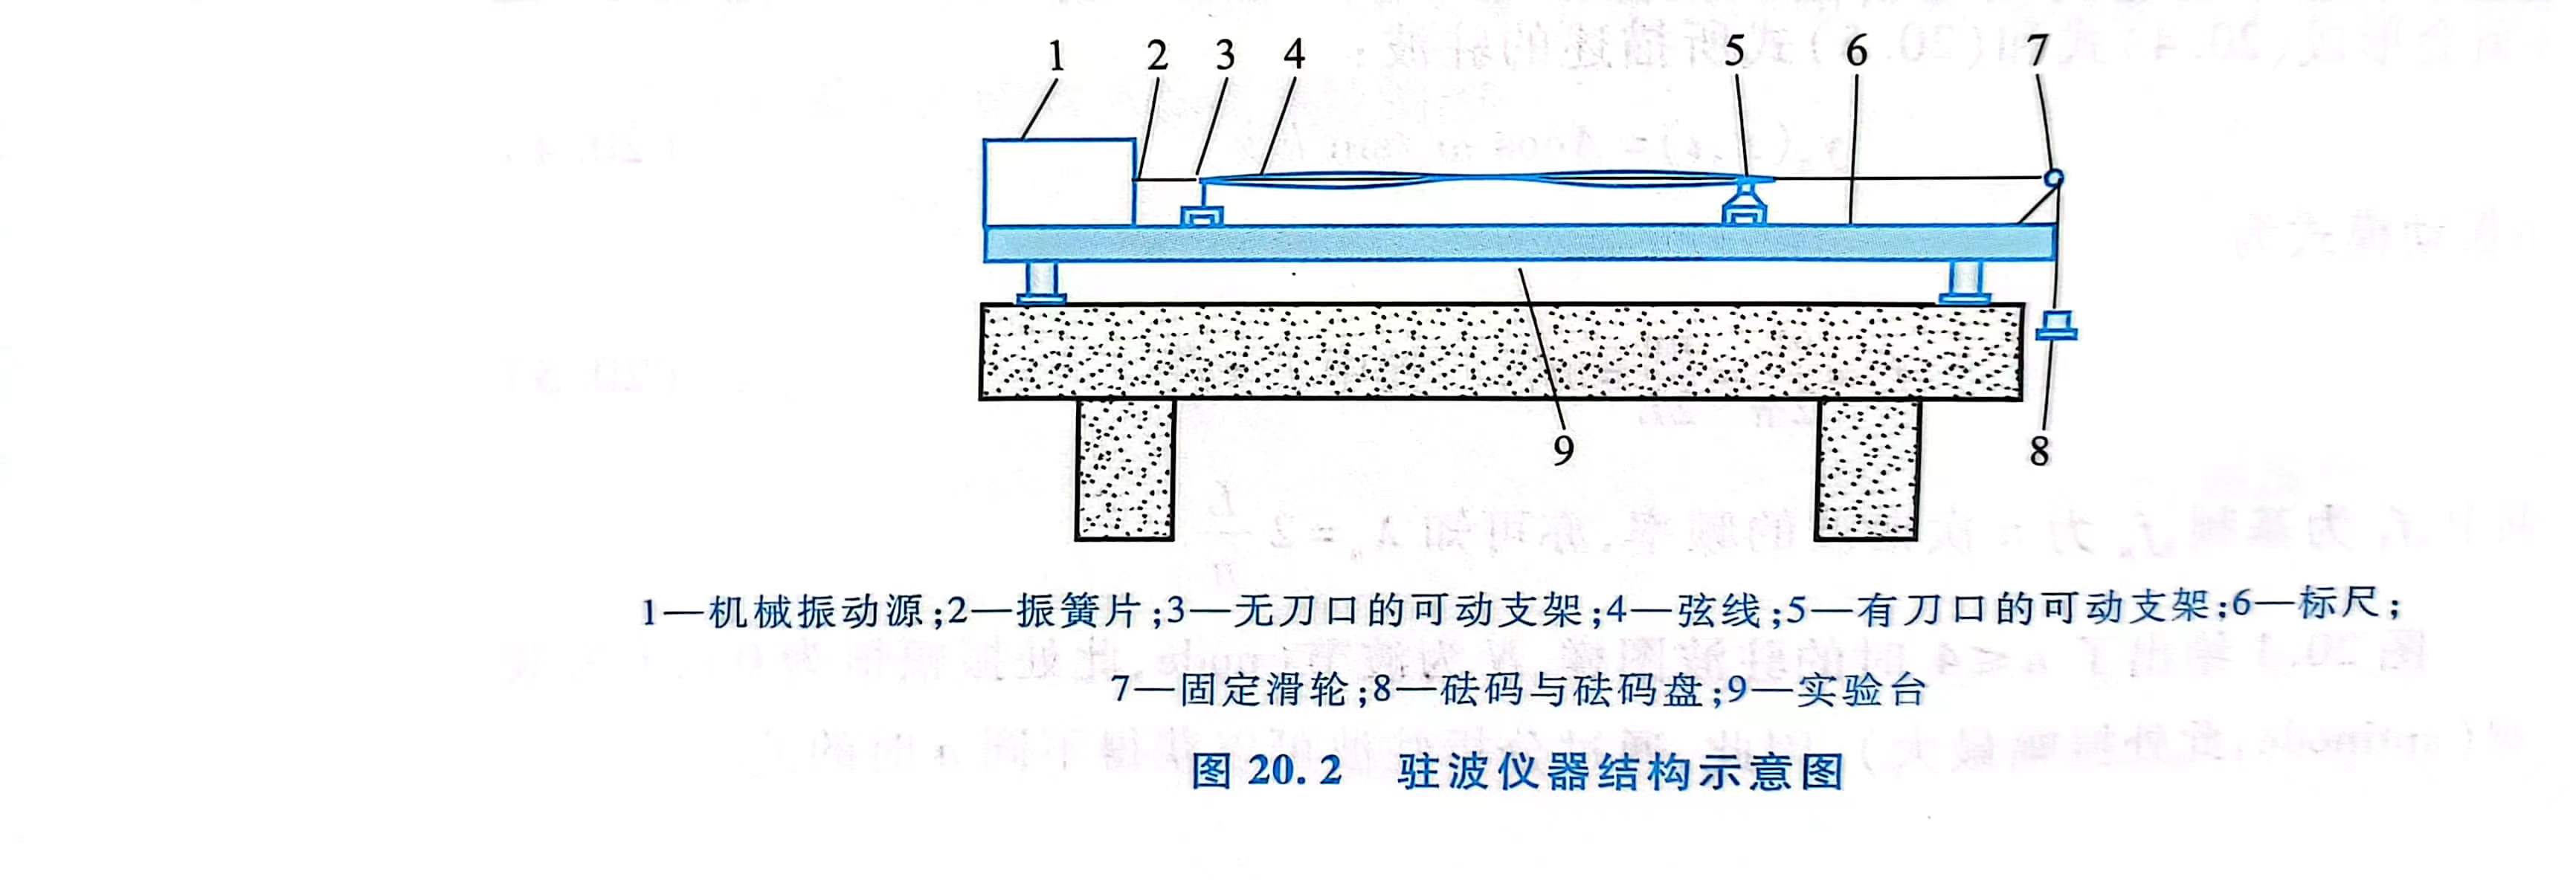 1 2 3 4 5 6 7
9 8
1—机械振动源;2—振簧片;3—无刀口的可动支架;4—弦线;5—有刀口的可动支架;6—标尺;
7—固定滑轮;8—砝码与砝码盘;9—实验台
图 20.2 驻波仪器结构示意图